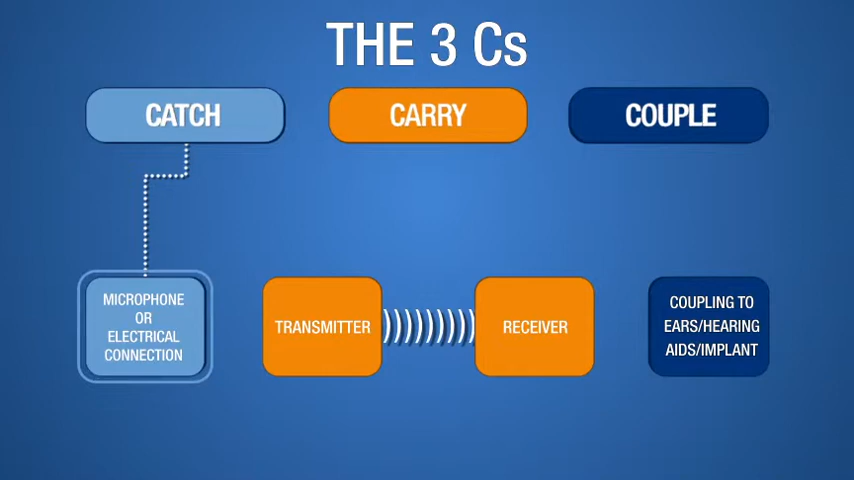 THE 3 Cs
CATCH
CARRY
COUPLE
MICROPHONE
OR
ELECTRICAL
CONNECTION
TRANSMITTER
RECEIVER
COUPLING TO
EARS/HEARING
AIDS/IMPLANT